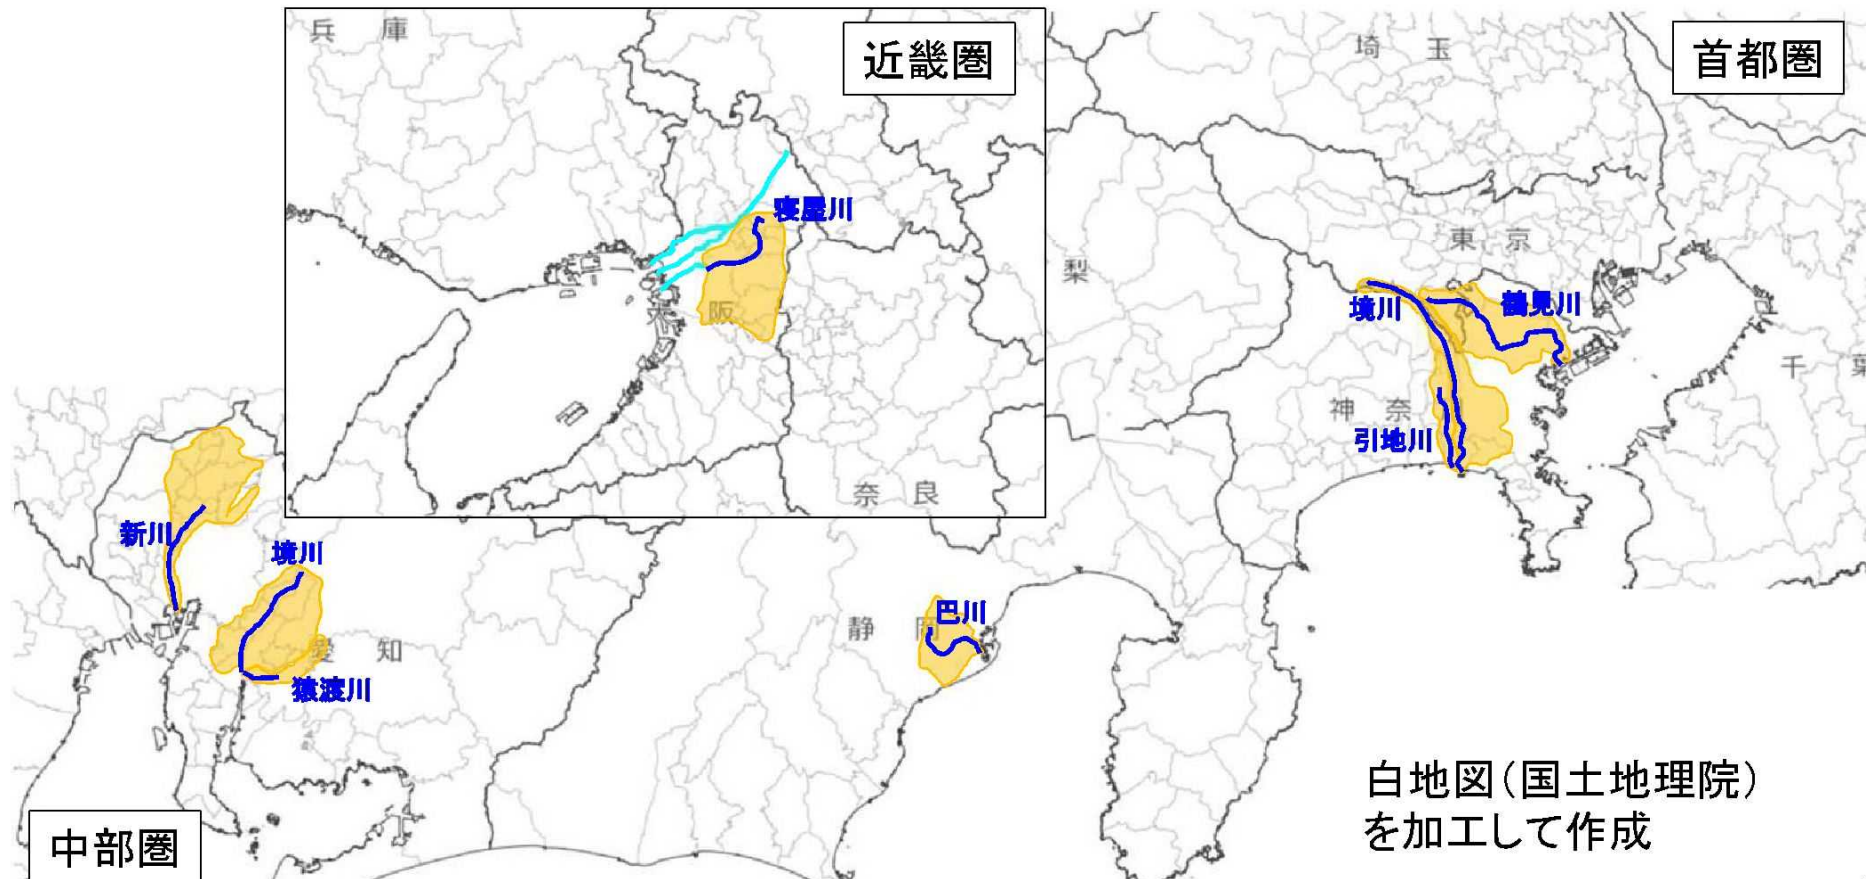 兵 庫
近畿圏
寝屋川
大 阪
奈 良
首都圏
埼 玉
東 京
梨
境川
鶴見川
神 奈
引地川
千 葉
新川
境川
愛 知
猿渡川
静 岡
巴川
中部圏
白地図(国土地理院)
を加工して作成